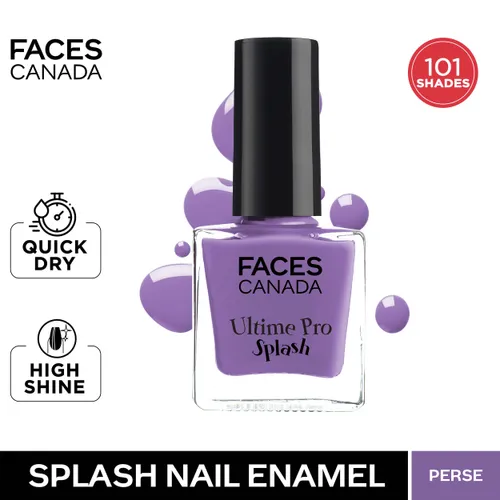 FACES
CANADA
101
SHADES
QUICK
DRY
HIGH
SHINE
FACES
CANADA
Ultime Pro
Splash
SPLASH NAIL ENAMEL
PERSE